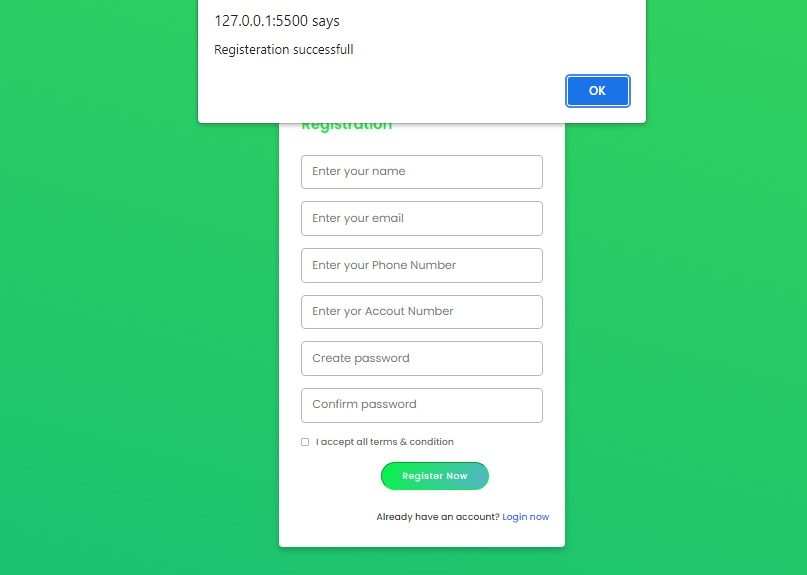 127.0.0.1:5500 says
Registeration successfull
OK
Registration
Enter your name
Enter your email
Enter your Phone Number
Enter yor Accout Number
Create password
Confirm password
I accept all terms & condition
Register Now
Already have an account? Login now